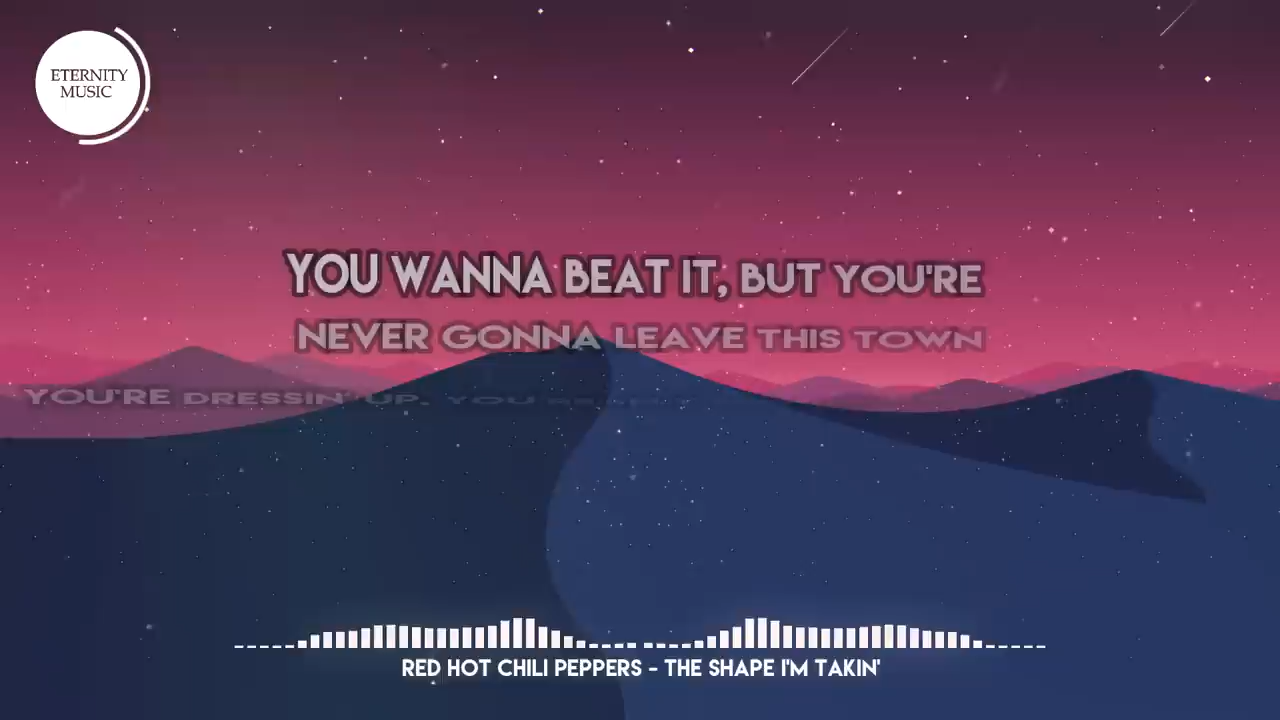 ETERNITY
MUSIC
YOU WANNA BEAT IT, BUT YOU'RE
NEVER GONNA LEAVE THIS TOWN
YOU'RE DRESSIN' UP. YOU
RED HOT CHILI PEPPERS - THE SHAPE I'M TAKIN'